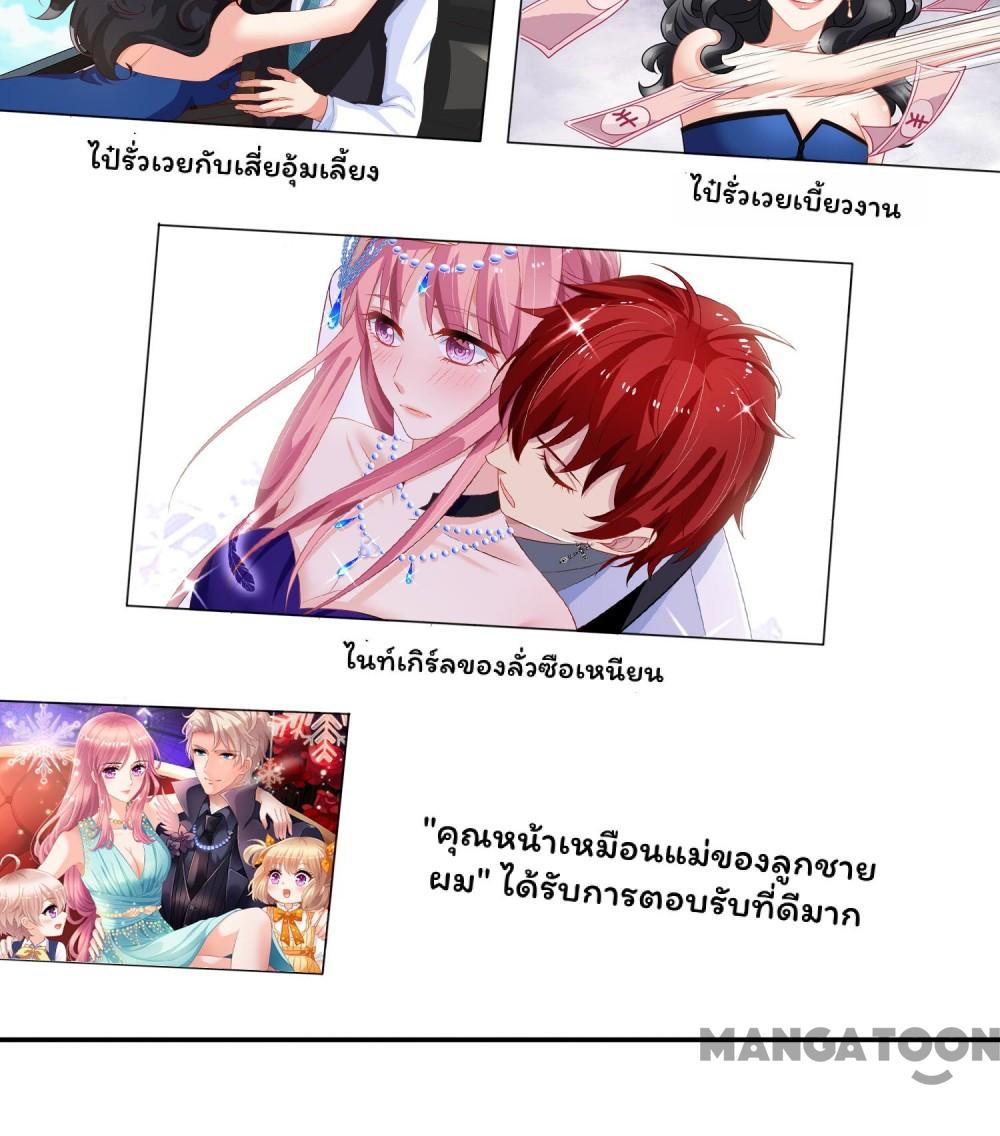 ไป๋รั่วเวยกับเสี่ยอุ้มเลี้ยง
ไป๋รั่วเวยเบี้ยวงาน
ไนท์เกิร์ลของลั่วซือเหนียน
"คุณหน้าเหมือนแม่ของลูกชาย
ผม" ได้รับการตอบรับที่ดีมาก
MANGATOON